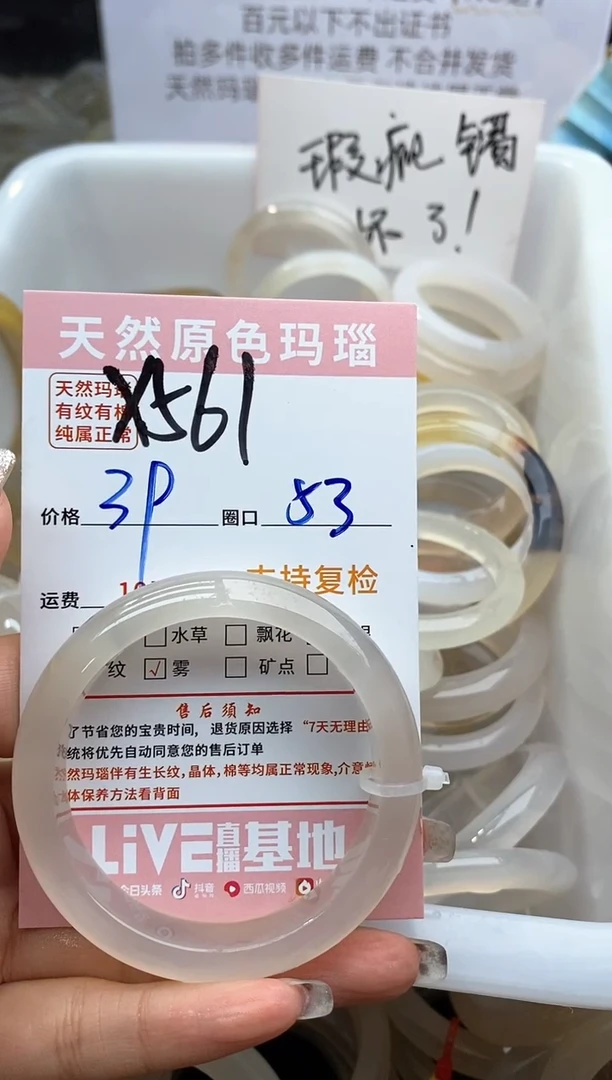 百元以下不出证书
拍多件收多件运费 不合并发货
天然玛瑙
瑕疵 镯
坏了!
天然原色玛瑙
天然玛瑙
有纹有棉
纯属正常
X561
价格 3P 圈口 53
运费 10
支持复检
水草 飘花
纹 √ 雾 矿点
售后须知
了节省您的宝贵时间, 退货原因选择 “7天无理由
统将优先自动同意您的售后订单
然玛瑙伴有生长纹,晶体,棉等均属正常现象,介意
体保养方法看背面
LiVE直播基地
今日头条 抖音 西瓜视频